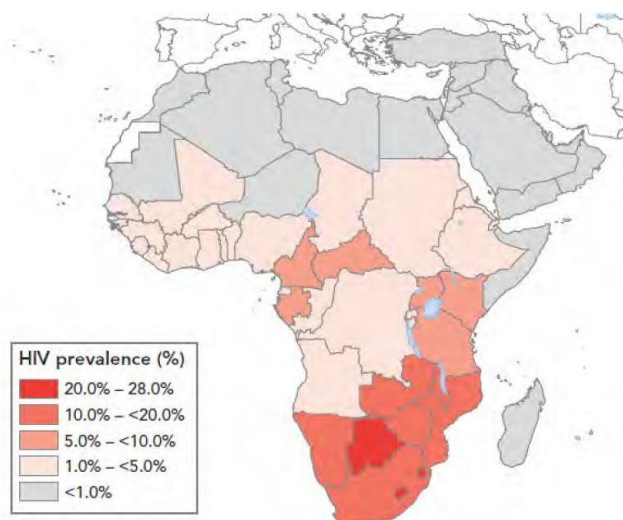 HIV prevalence (%)
20.0% – 28.0%
10.0% – <20.0%
5.0% – <10.0%
1.0% – <5.0%
<1.0%